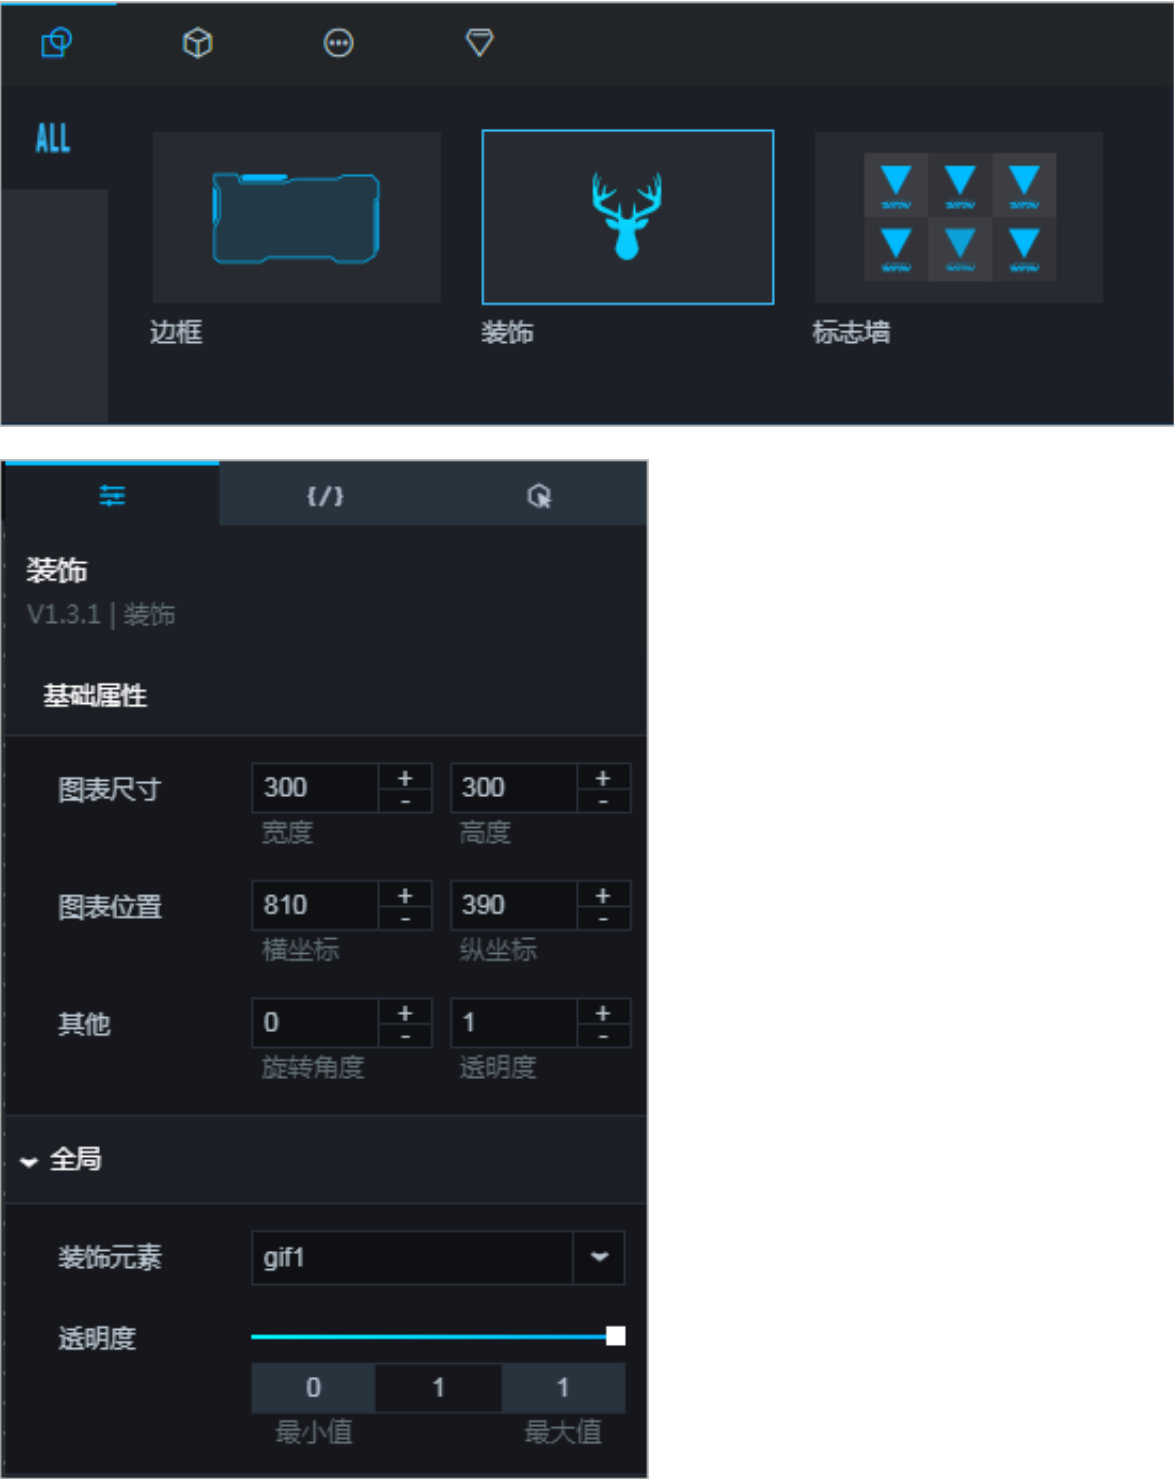 ALL
边框
装饰
标志墙
{/}
装饰
V1.3.1 | 装饰
基础属性
图表尺寸 300 + - 300 + -
宽度 高度
图表位置 810 + - 390 + -
横坐标 纵坐标
其他 0 + - 1 + -
旋转角度 透明度
全局
装饰元素 gif1
透明度
0 1 1
最小值 最大值